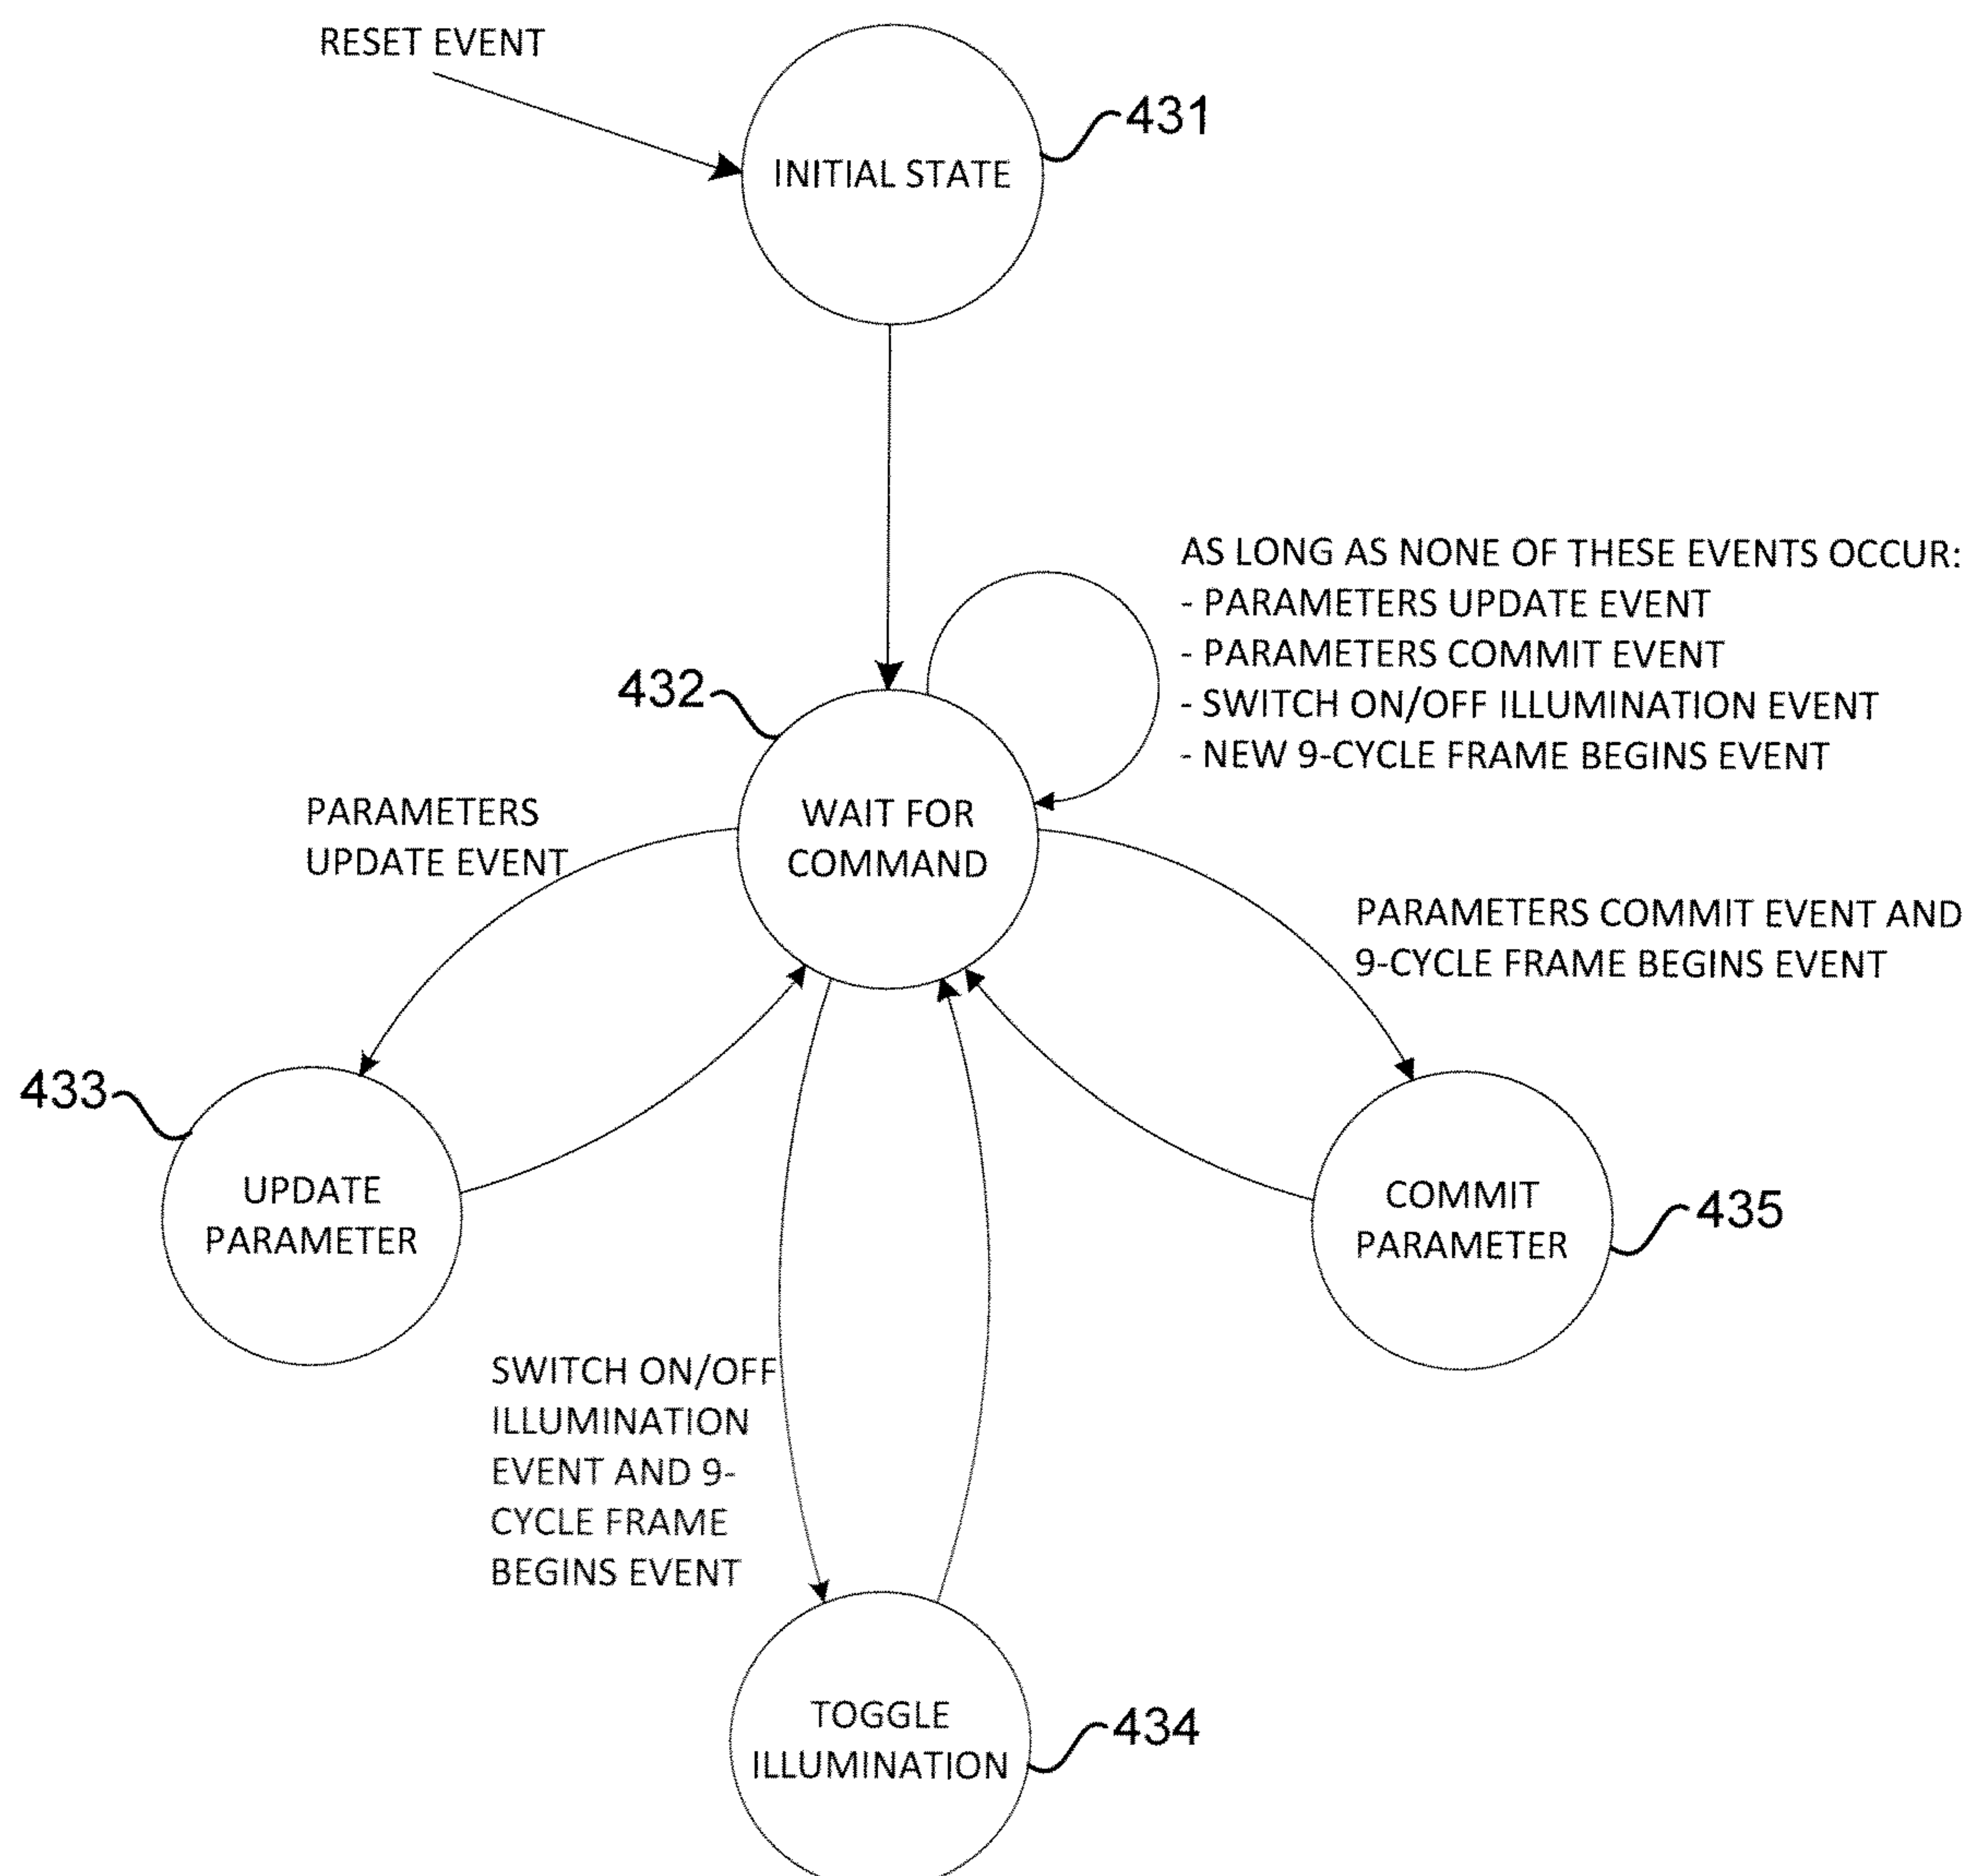 RESET EVENT
431
INITIAL STATE
AS LONG AS NONE OF THESE EVENTS OCCUR:
- PARAMETERS UPDATE EVENT
- PARAMETERS COMMIT EVENT
- SWITCH ON/OFF ILLUMINATION EVENT
- NEW 9-CYCLE FRAME BEGINS EVENT
432
WAIT FOR
COMMAND
PARAMETERS
UPDATE EVENT
PARAMETERS COMMIT EVENT AND
9-CYCLE FRAME BEGINS EVENT
433
UPDATE
PARAMETER
COMMIT
PARAMETER
435
SWITCH ON/OFF
ILLUMINATION
EVENT AND 9-
CYCLE FRAME
BEGINS EVENT
TOGGLE
ILLUMINATION
434